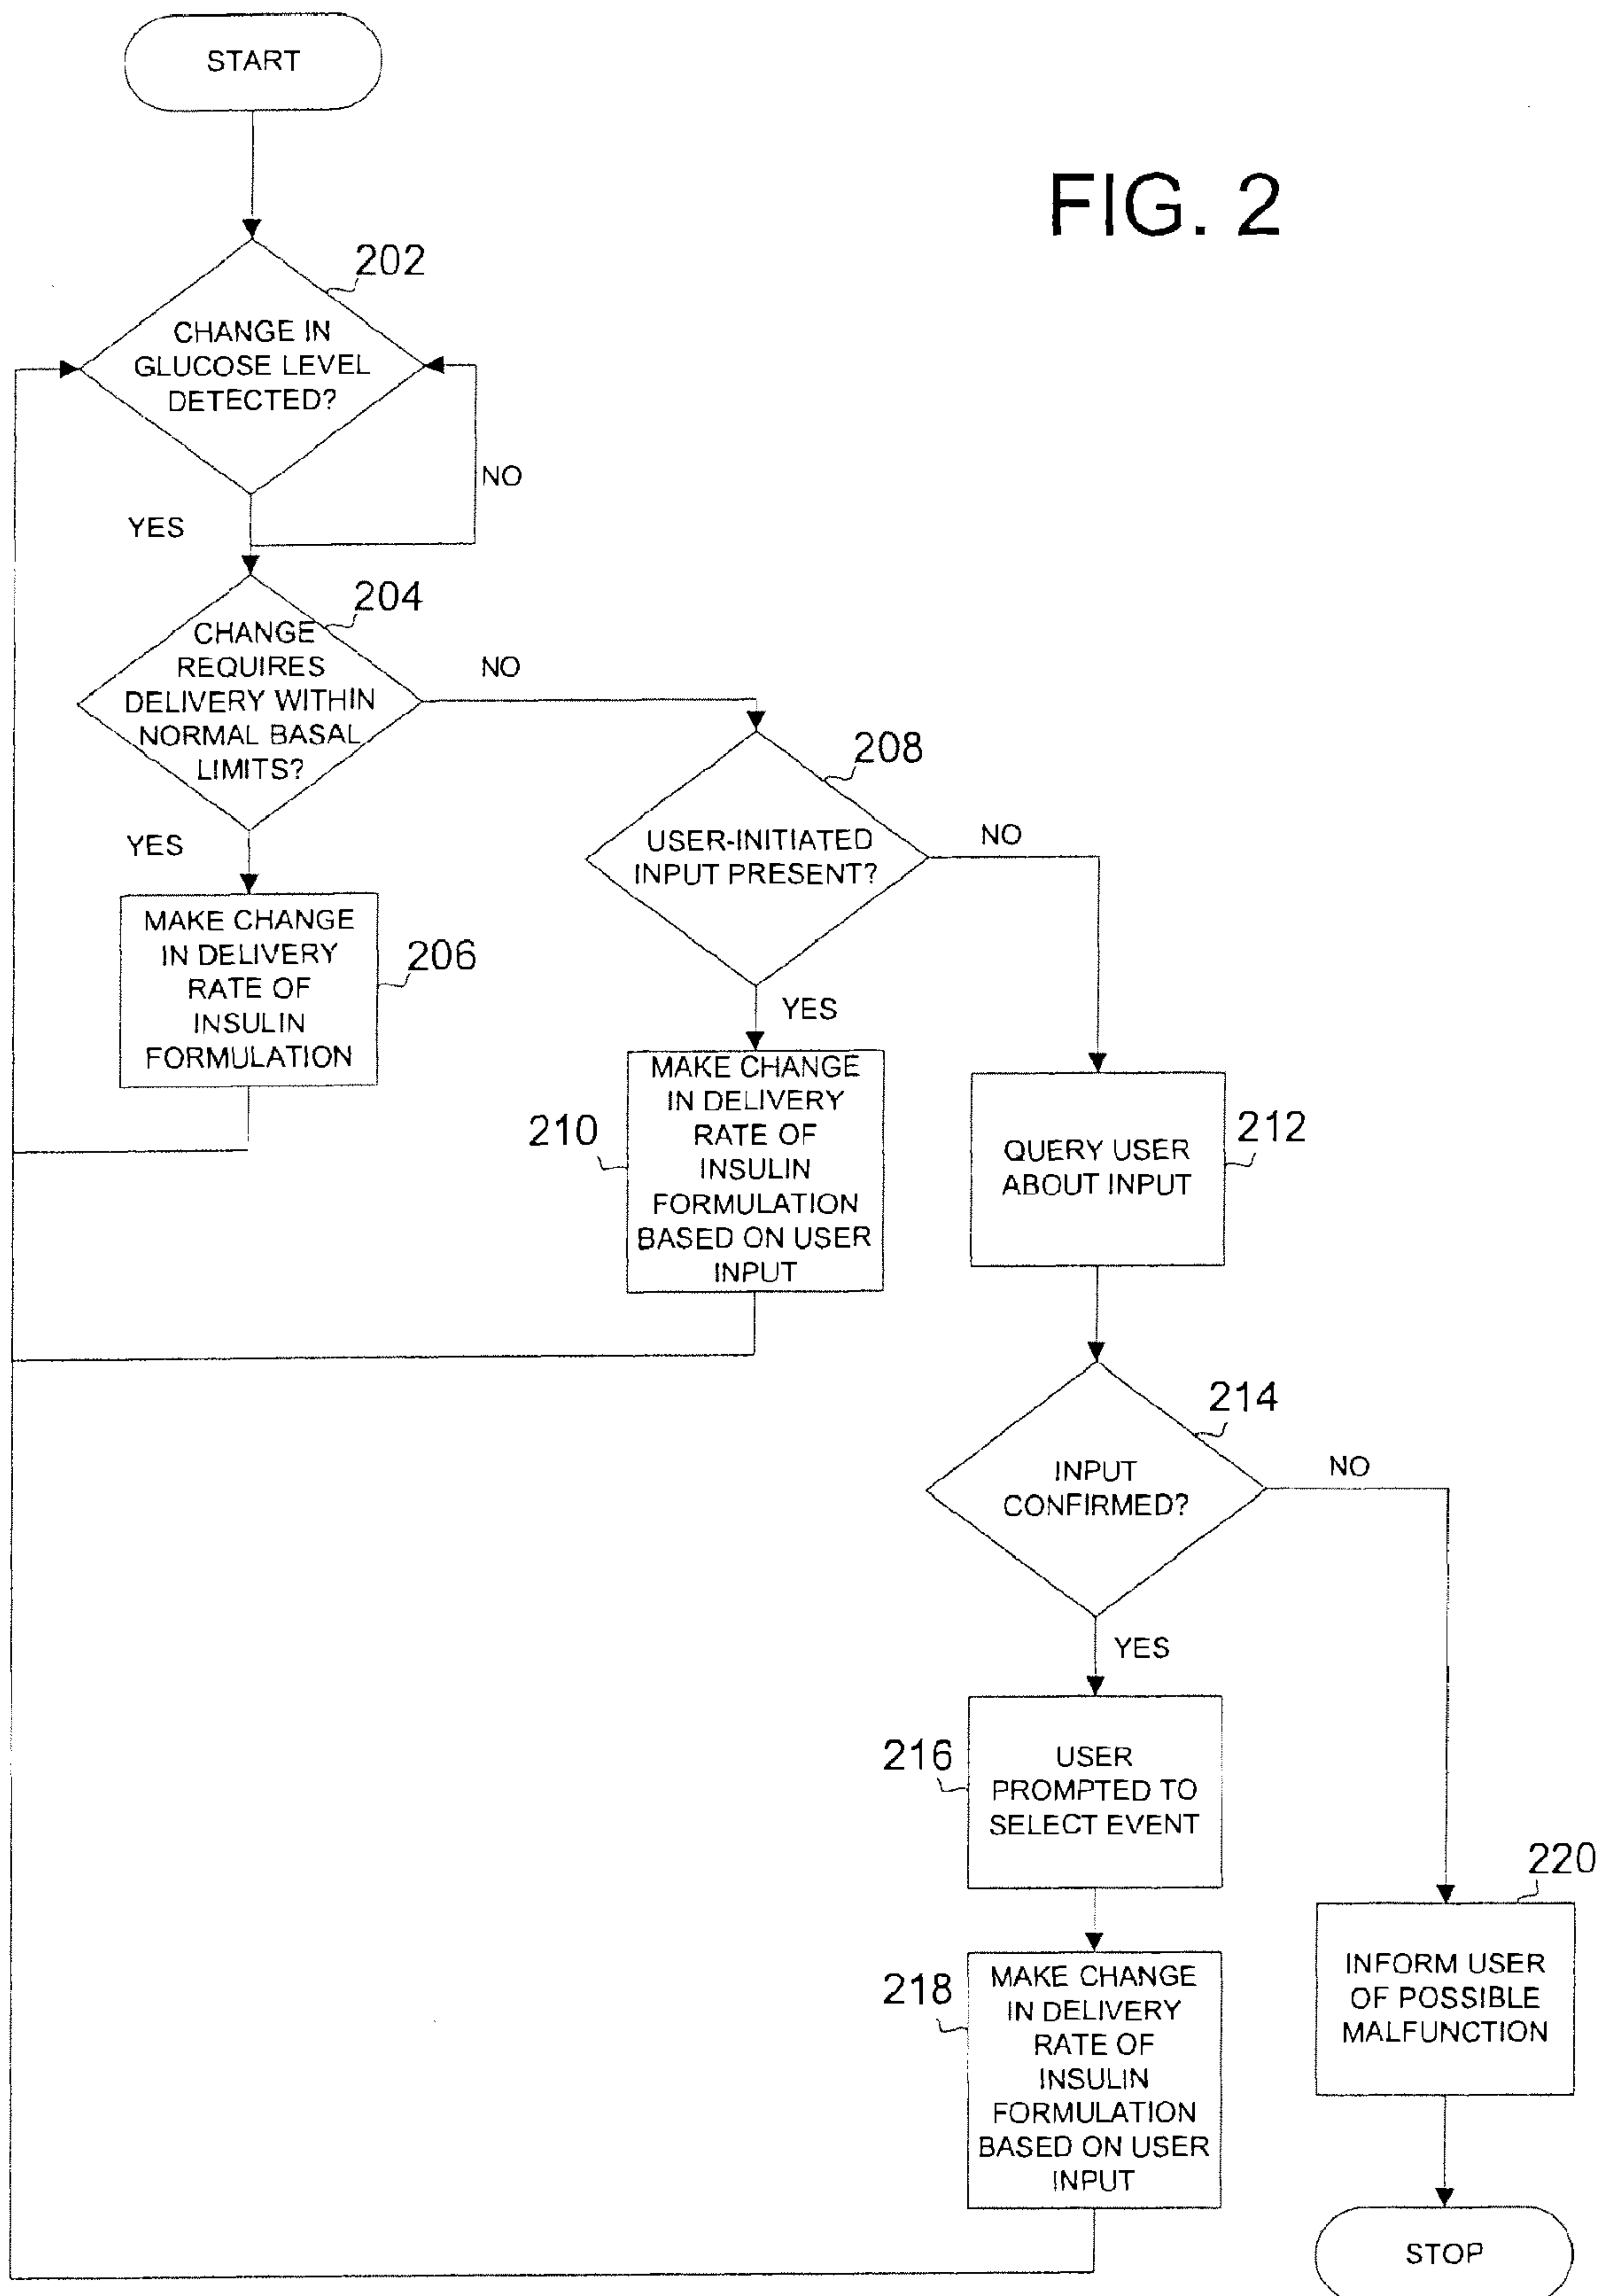 START
FIG. 2
202
CHANGE IN
GLUCOSE LEVEL
DETECTED?
NO
YES
204
CHANGE
REQUIRES
DELIVERY WITHIN
NORMAL BASAL
LIMITS?
NO
YES
208
USER-INITIATED
INPUT PRESENT?
NO
YES
MAKE CHANGE
IN DELIVERY
RATE OF
INSULIN
FORMULATION
206
210
MAKE CHANGE
IN DELIVERY
RATE OF
INSULIN
FORMULATION
BASED ON USER
INPUT
212
QUERY USER
ABOUT INPUT
214
INPUT
CONFIRMED?
NO
YES
216
USER
PROMPTED TO
SELECT EVENT
220
INFORM USER
OF POSSIBLE
MALFUNCTION
218
MAKE CHANGE
IN DELIVERY
RATE OF
INSULIN
FORMULATION
BASED ON USER
INPUT
STOP